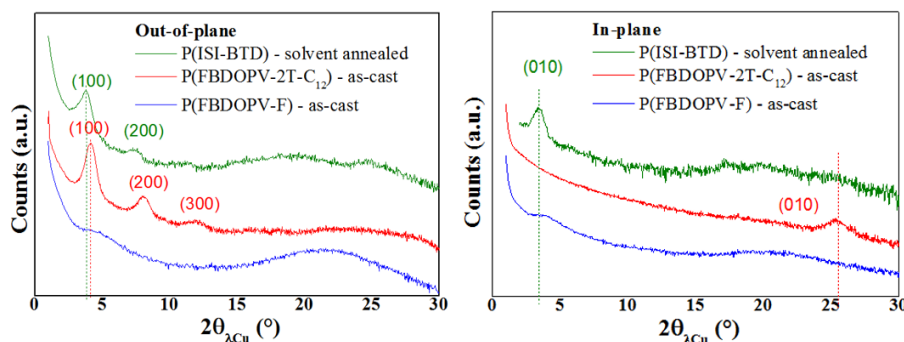 Out-of-plane
P(ISI-BTD) - solvent annealed
P(FBDOPV-2T-C₁₂) - as-cast
P(FBDOPV-F) - as-cast
(100)
(100)
(200)
(200)
(300)
Counts (a.u.)
0 5 10 15 20 25 30
2θλCu (°)
In-plane
P(ISI-BTD) - solvent annealed
P(FBDOPV-2T-C₁₂) - as-cast
P(FBDOPV-F) - as-cast
(010)
(010)
Counts (a.u.)
0 5 10 15 20 25 30
2θλCu (°)